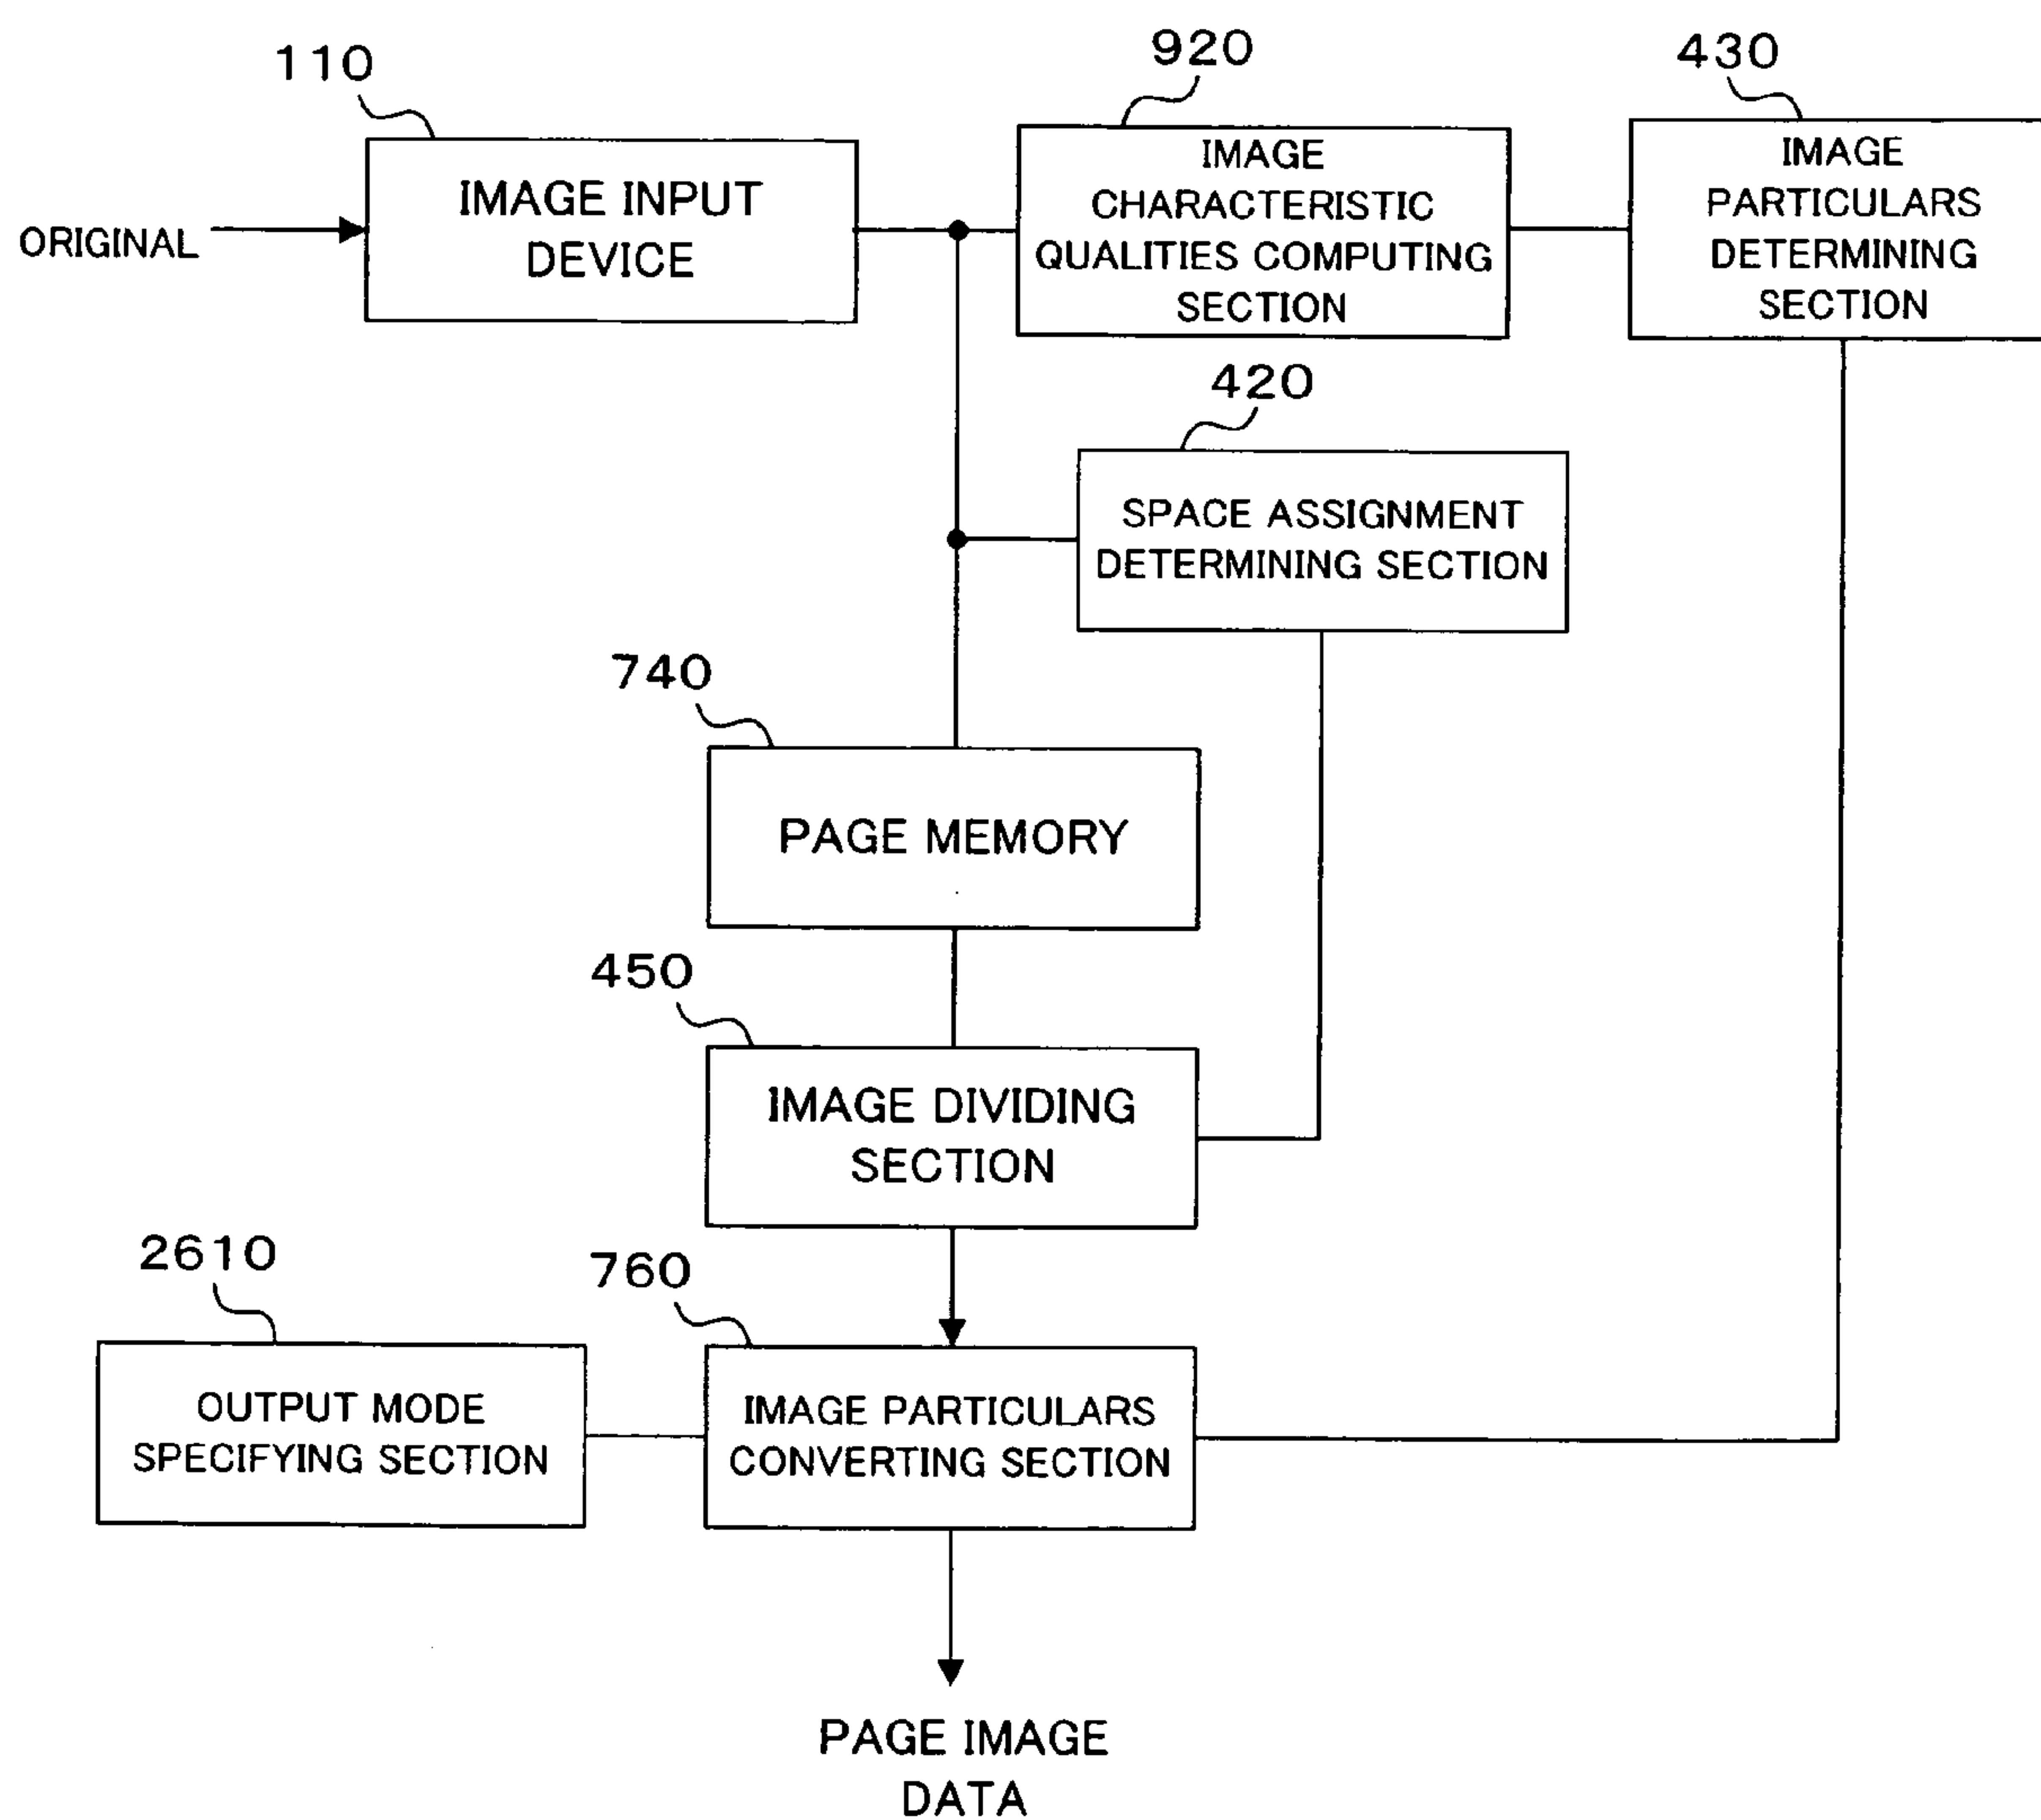 110
920
430
ORIGINAL
IMAGE INPUT
DEVICE
IMAGE
CHARACTERISTIC
QUALITIES COMPUTING
SECTION
IMAGE
PARTICULARS
DETERMINING
SECTION
420
SPACE ASSIGNMENT
DETERMINING SECTION
740
PAGE MEMORY
450
IMAGE DIVIDING
SECTION
2610
760
OUTPUT MODE
SPECIFYING SECTION
IMAGE PARTICULARS
CONVERTING SECTION
PAGE IMAGE
DATA